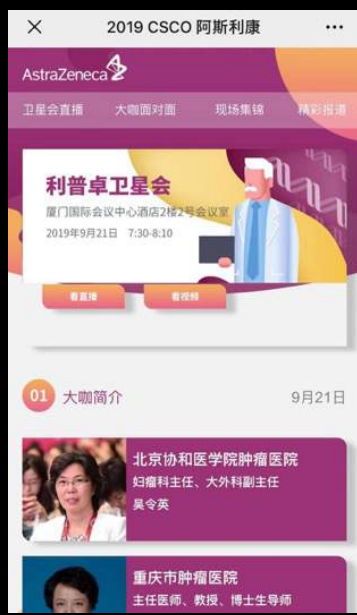 2019 CSCO 阿斯利康
AstraZeneca
卫星会直播 大咖面对面 现场集锦 精彩报道
利普卓卫星会
厦门国际会议中心酒店2楼2号会议室
2019年9月21日 7:30-8:10
看直播 看视频
01 大咖简介 9月21日
北京协和医学院肿瘤医院
妇瘤科主任、大外科副主任
吴令英
重庆市肿瘤医院
主任医师、教授、博士生导师